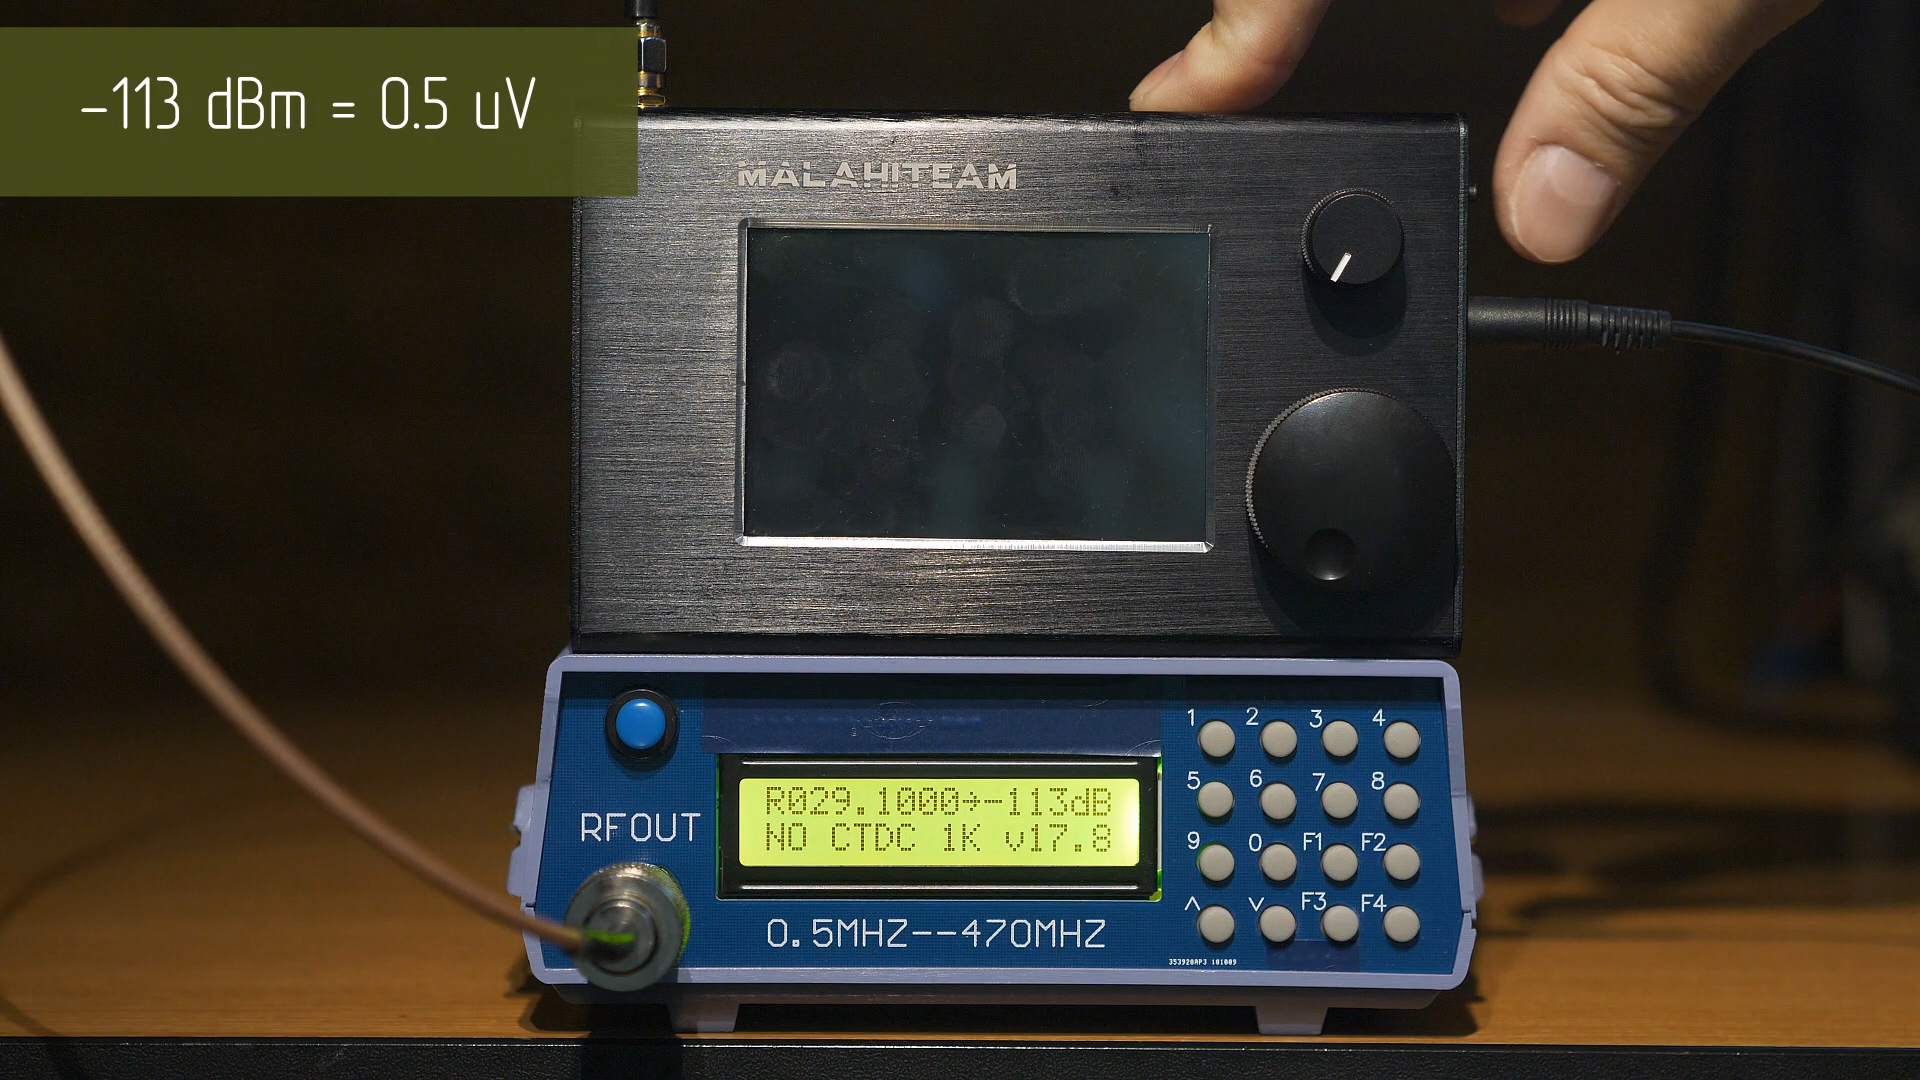 -113 dBm = 0.5 uV
MALAHITEAM
RFOUT
R029.1000→-113dB
NO CTDC 1K v17.8
0.5MHZ--470MHZ
1 2 3 4
5 6 7 8
9 0 F1 F2
^ v F3 F4